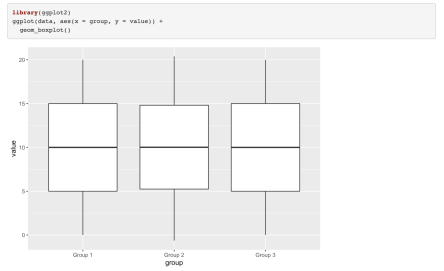 library(ggplot2)
ggplot(data, aes(x = group, y = value)) +
  geom_boxplot()
20
15
10
5
0
value
Group 1
Group 2
Group 3
group